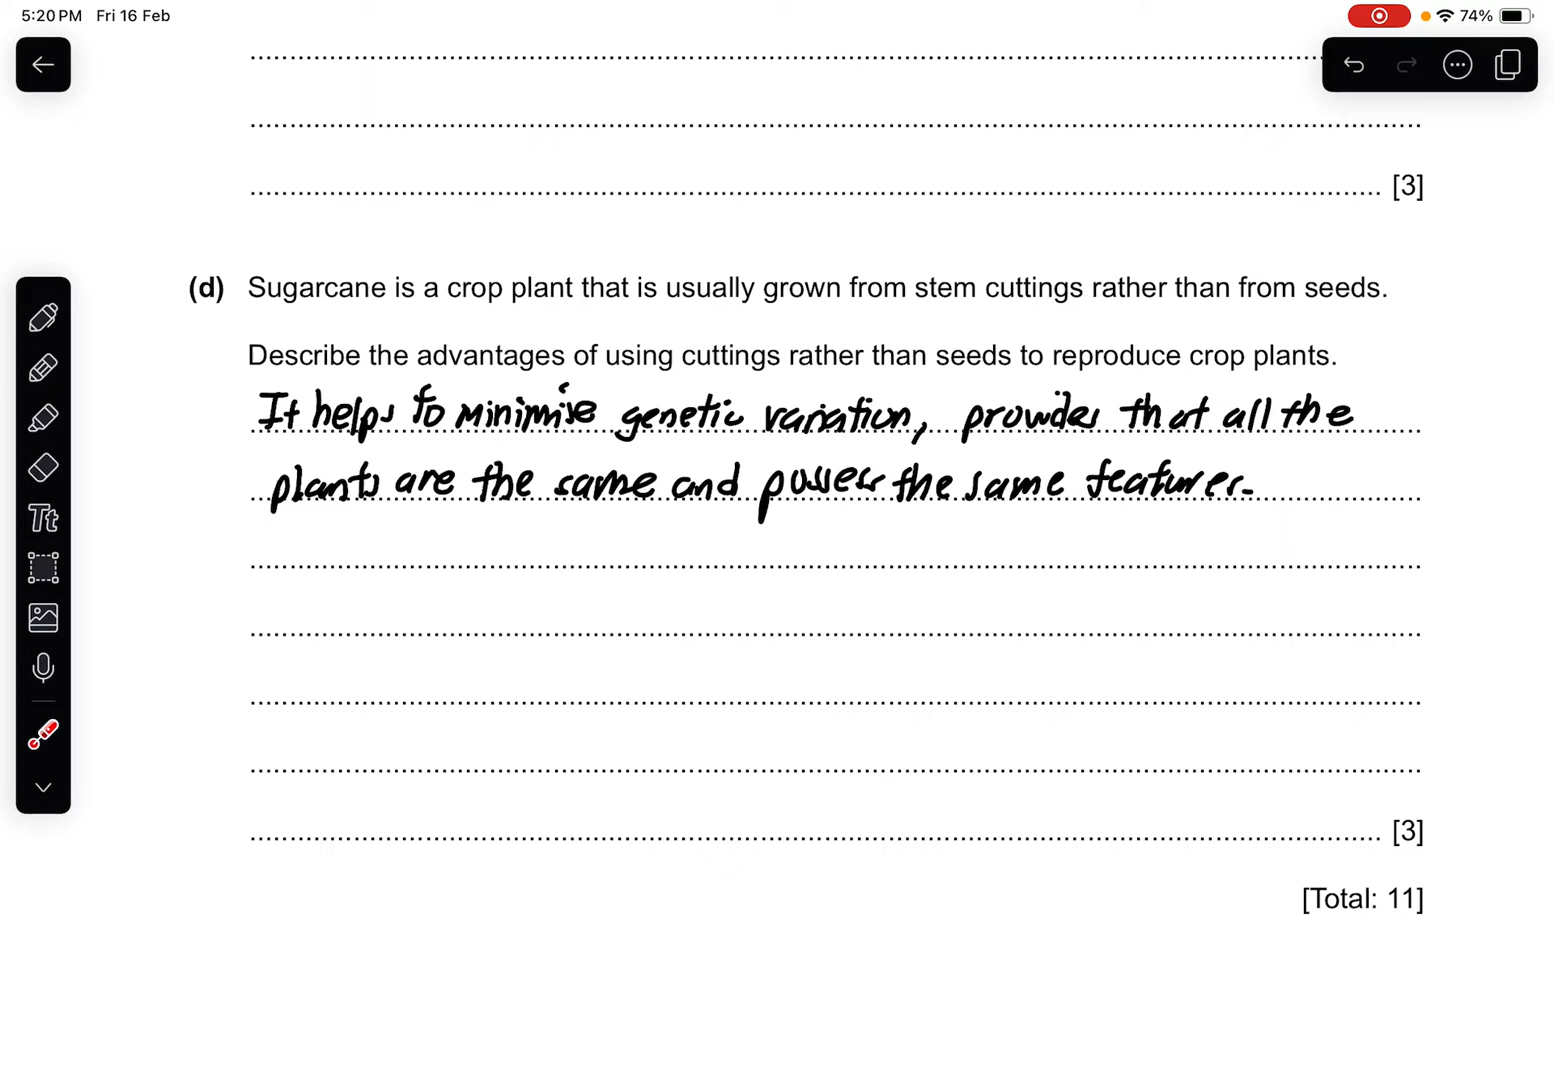 5:20 PM Fri 16 Feb
74%
[3]
(d) Sugarcane is a crop plant that is usually grown from stem cuttings rather than from seeds.
Describe the advantages of using cuttings rather than seeds to reproduce crop plants.
It helps to minimise genetic variation, provides that all the
plants are the same and possess the same features.
Tt
[3]
[Total: 11]